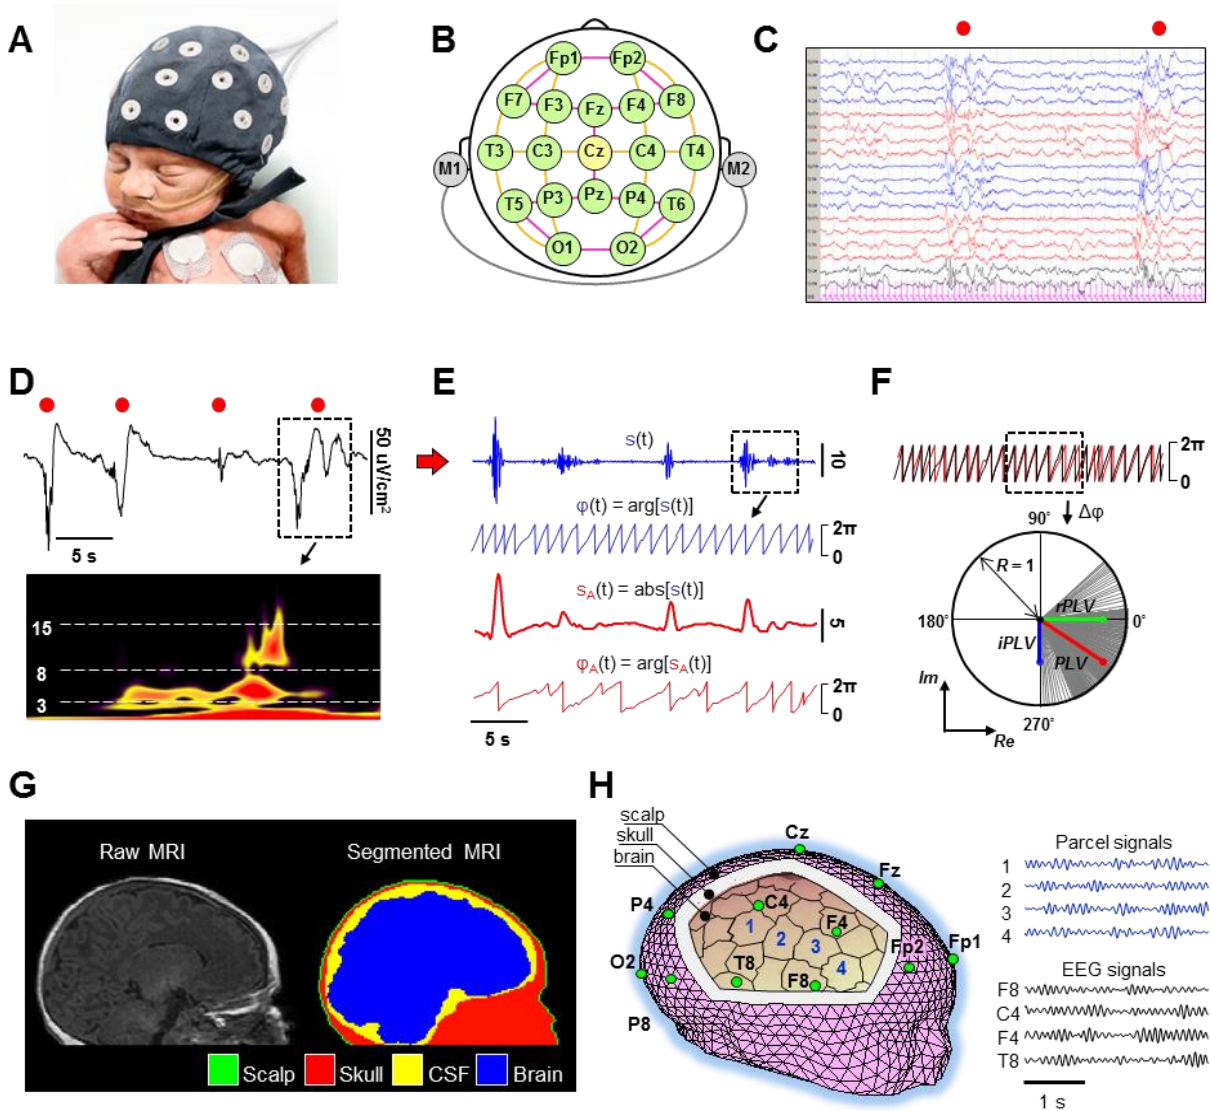 A
B
C
Fp1 Fp2
F7 F3 Fz F4 F8
M1 T3 C3 Cz C4 T4 M2
T5 P3 Pz P4 T6
O1 O2
D
50 uV/cm²
5 s
15
8
3
E
s(t)
10
φ(t) = arg[s(t)]
2π
0
sA(t) = abs[s(t)]
5
φA(t) = arg[sA(t)]
2π
0
5 s
F
2π
0
Δφ
90°
R = 1
rPLV
180° 0°
iPLV PLV
Im
270°
Re
G
Raw MRI Segmented MRI
Scalp Skull CSF Brain
H
scalp
skull
brain
Cz
Fz
P4 C4
F4
1 2 3 4
O2 T8 F8 Fp2 Fp1
P8
Parcel signals
1
2
3
4
EEG signals
F8
C4
F4
T8
1 s